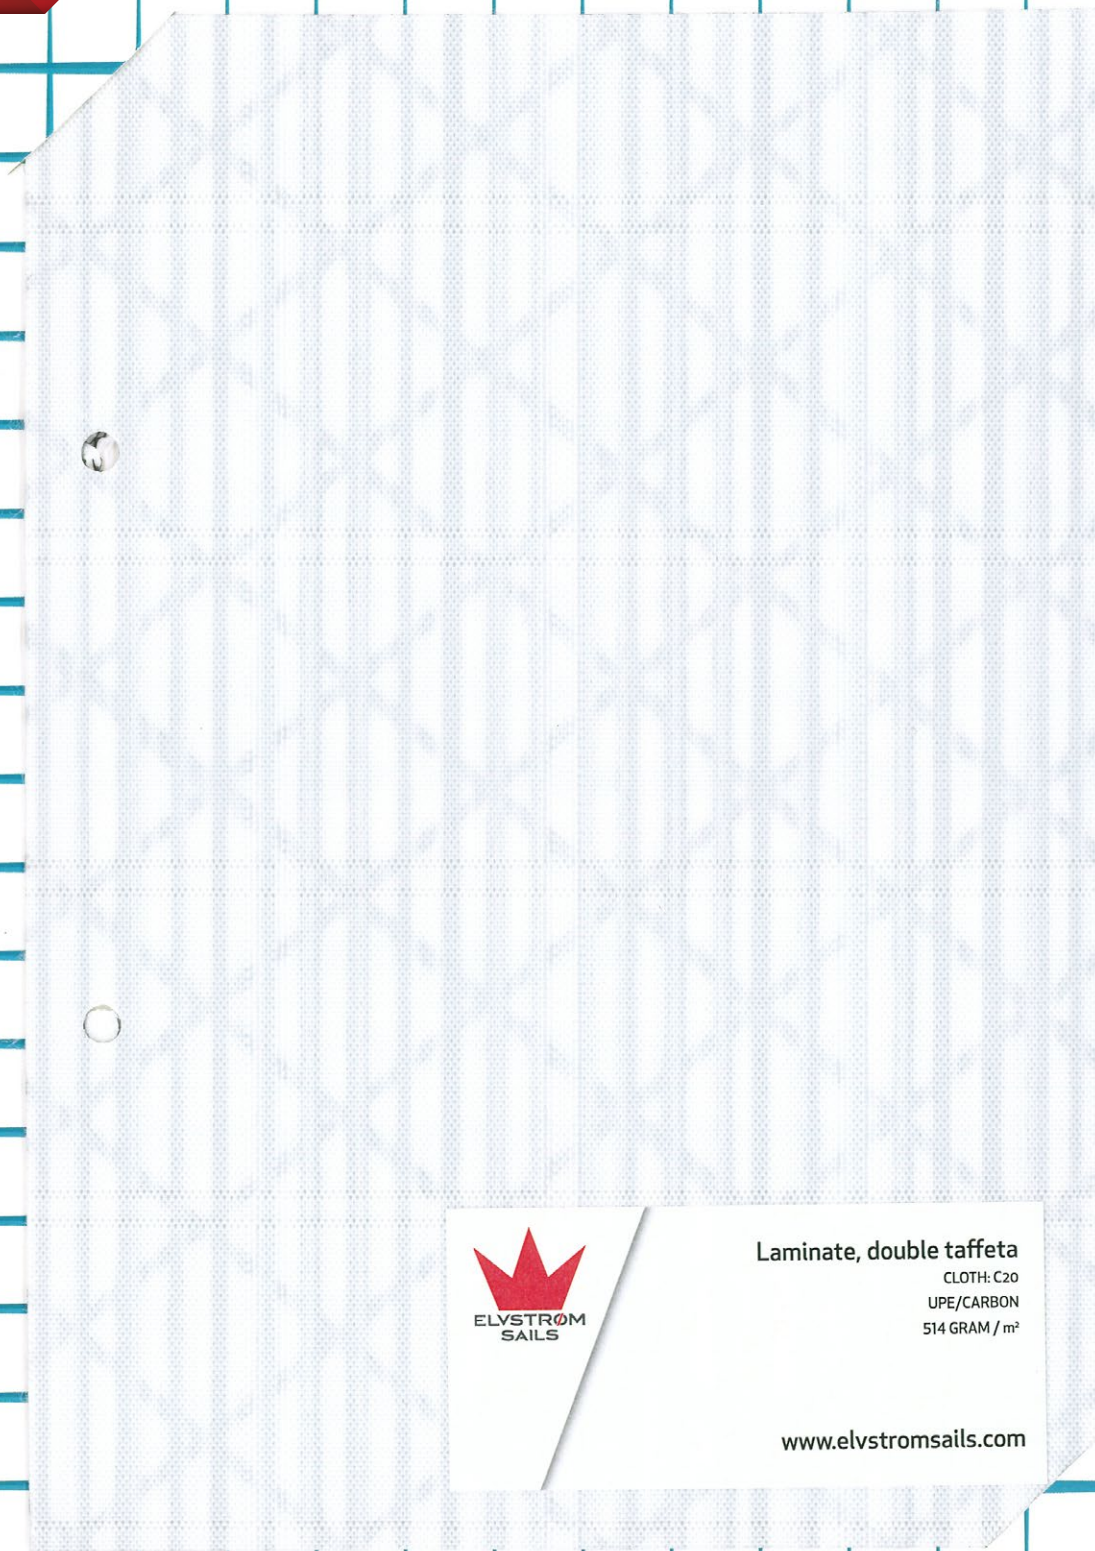 ELVSTRØM
SAILS
Laminate, double taffeta
CLOTH: C20
UPE/CARBON
514 GRAM / m²
www.elvstromsails.com